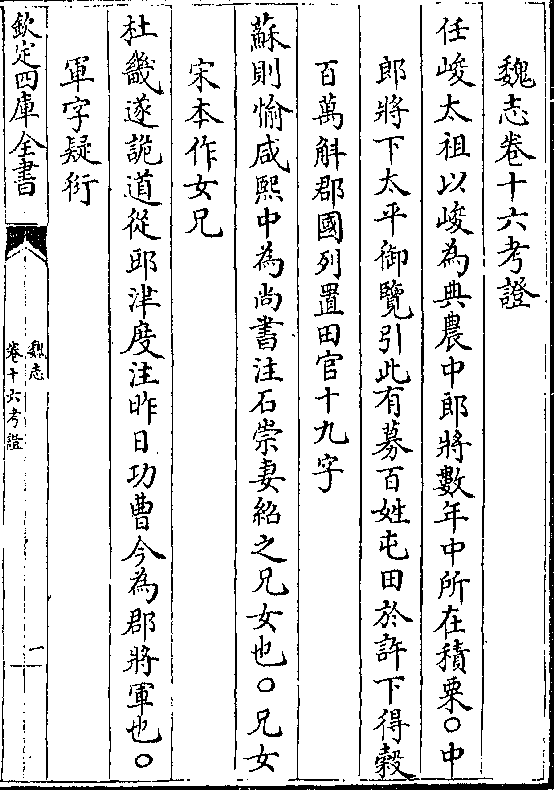 魏志卷十六考證
任峻太祖以峻為典農中郎將數年中所在積粟○中
郎將下太平御覽引此有募百姓屯田於許下得穀
百萬斛郡國列置田官十九字
蘇則愉咸熙中為尚書注石崇妻紹之兄女也○兄女
宋本作女兄
杜畿遂詭道從郖津度注昨日功曹今為郡將軍也○
軍字疑衍
欽定四庫全書
魏志
卷十六考證
一